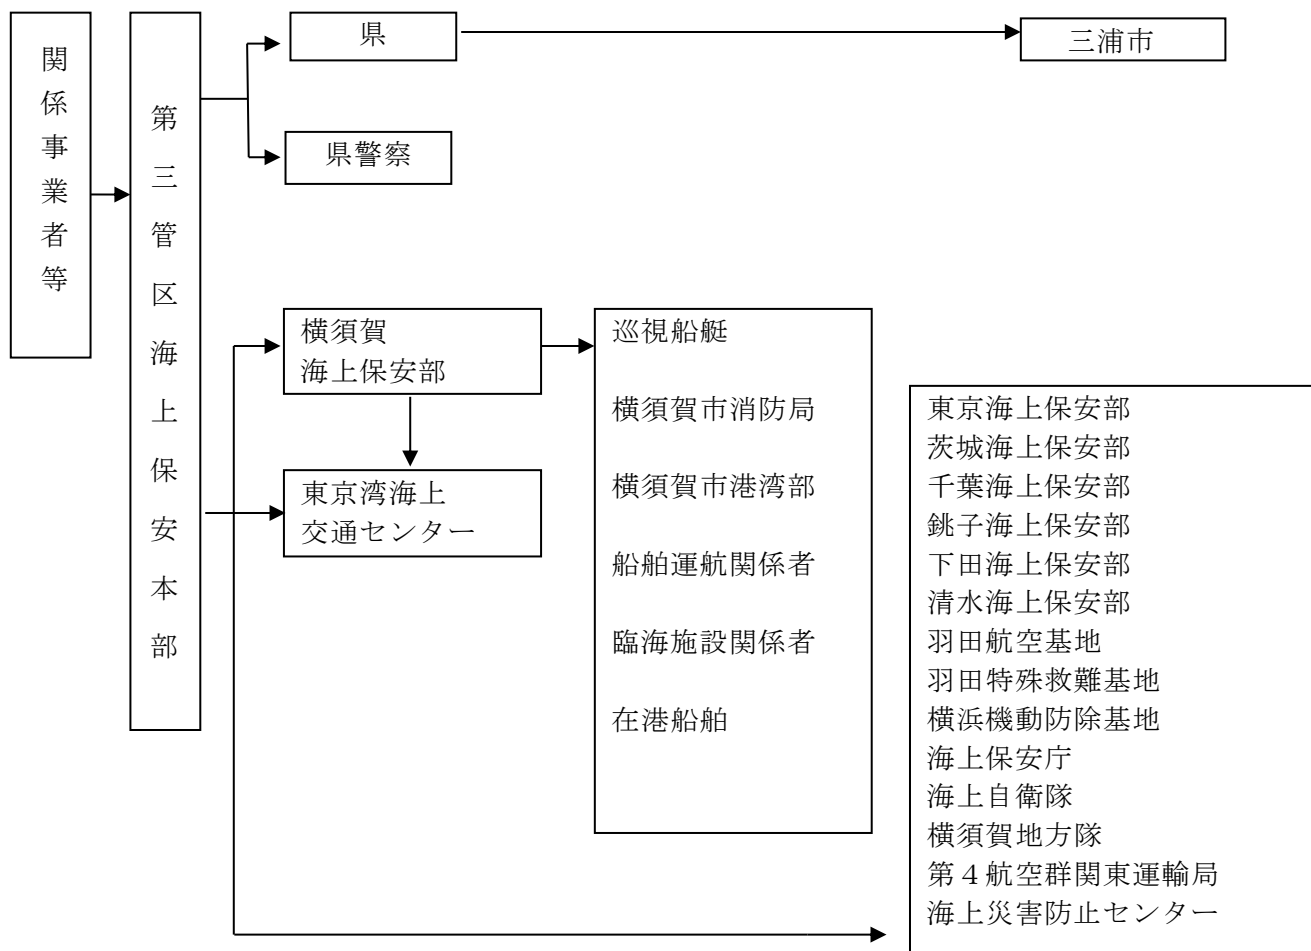 関係事業者等
第三管区海上保安本部
県
三浦市
県警察
横須賀
海上保安部
東京湾海上
交通センター
巡視船艇
横須賀市消防局
横須賀市港湾部
船舶運航関係者
臨海施設関係者
在港船舶
東京海上保安部
茨城海上保安部
千葉海上保安部
銚子海上保安部
下田海上保安部
清水海上保安部
羽田航空基地
羽田特殊救難基地
横浜機動防除基地
海上保安庁
海上自衛隊
横須賀地方隊
第４航空群関東運輸局
海上災害防止センター